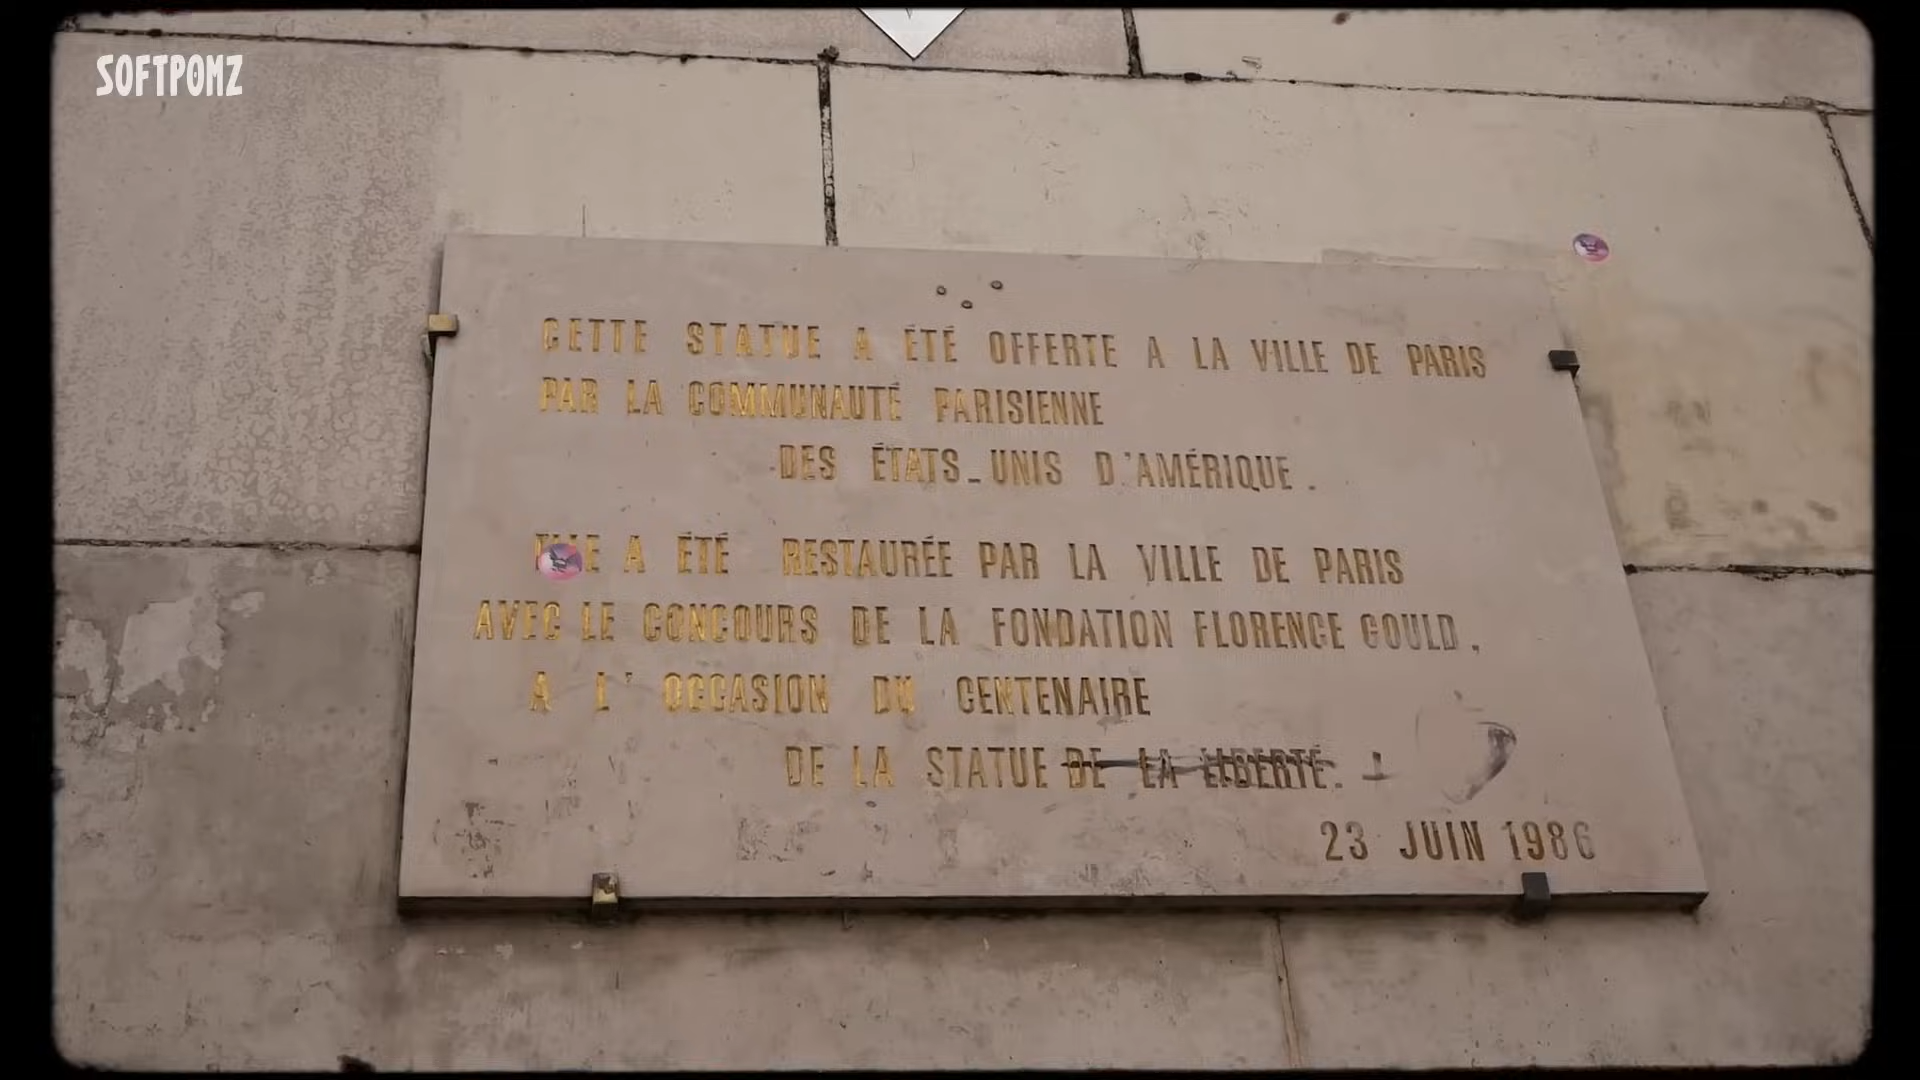 SOFTPOMZ
CETTE STATUE A ÉTÉ OFFERTE A LA VILLE DE PARIS
PAR LA COMMUNAUTÉ PARISIENNE
DES ÉTATS-UNIS D'AMÉRIQUE.
ELLE A ÉTÉ RESTAURÉE PAR LA VILLE DE PARIS
AVEC LE CONCOURS DE LA FONDATION FLORENCE GOULD,
A L'OCCASION DU CENTENAIRE
DE LA STATUE DE LA LIBERTÉ.
23 JUIN 1986